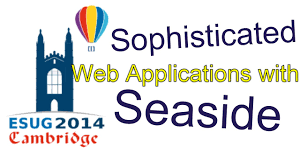 Sophisticated
Web Applications with
Seaside
ESUG2014
Cambridge